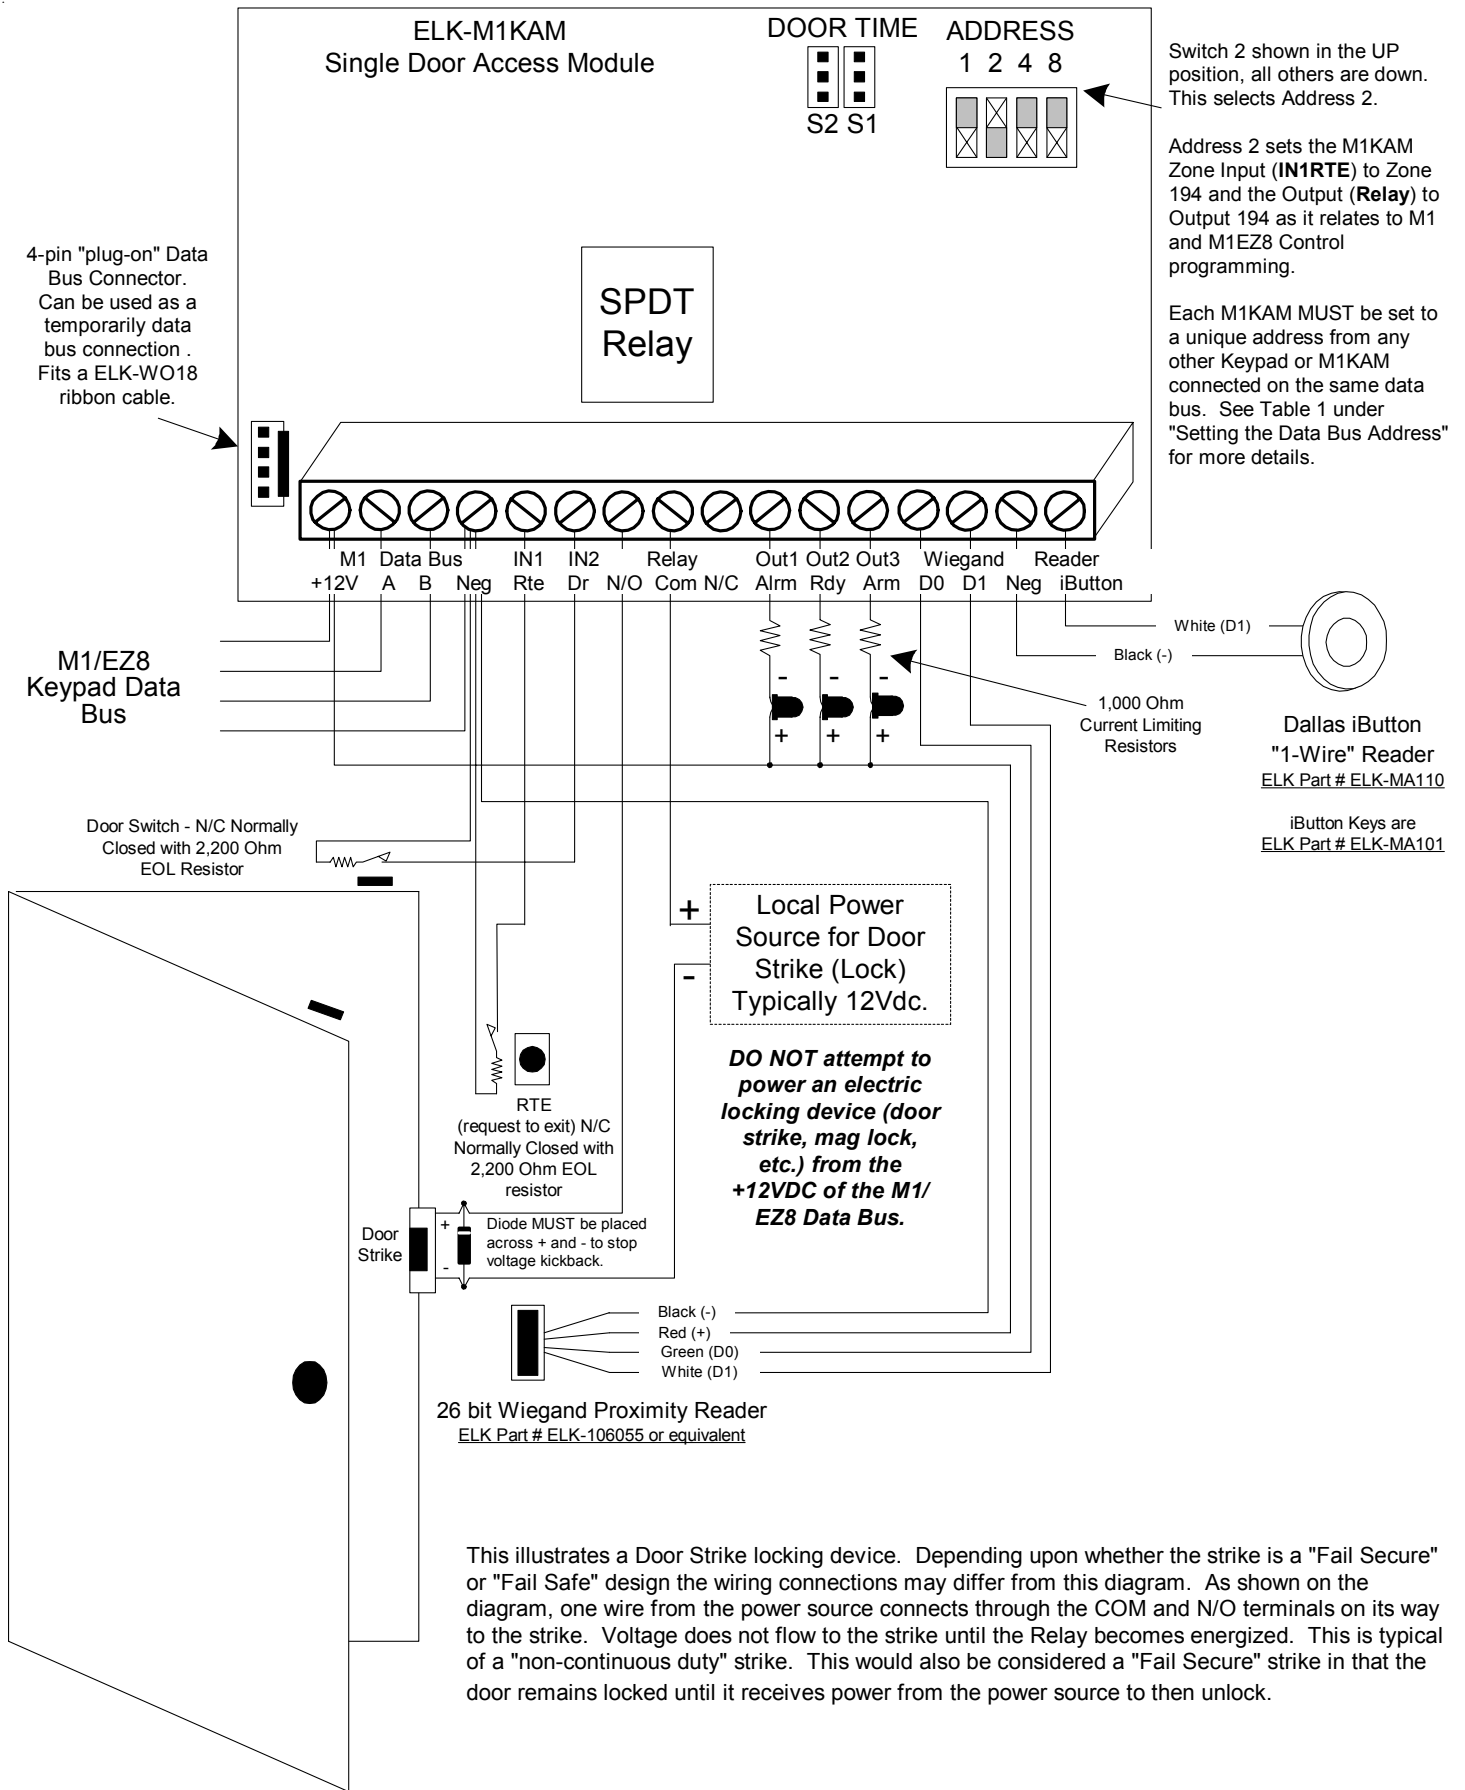 ELK-M1KAM
Single Door Access Module
DOOR TIME
S2 S1
ADDRESS
1 2 4 8
Switch 2 shown in the UP
position, all others are down.
This selects Address 2.
Address 2 sets the M1KAM
Zone Input (IN1RTE) to Zone
194 and the Output (Relay) to
Output 194 as it relates to M1
and M1EZ8 Control
programming.
Each M1KAM MUST be set to
a unique address from any
other Keypad or M1KAM
connected on the same data
bus. See Table 1 under
"Setting the Data Bus Address"
for more details.
4-pin "plug-on" Data
Bus Connector.
Can be used as a
temporarily data
bus connection .
Fits a ELK-WO18
ribbon cable.
SPDT
Relay
M1 Data Bus IN1 IN2 Relay Out1 Out2 Out3 Wiegand Reader
+12V A B Neg Rte Dr N/O Com N/C Alrm Rdy Arm D0 D1 Neg iButton
M1/EZ8
Keypad Data
Bus
White (D1)
Black (-)
- - -
+ + +
1,000 Ohm
Current Limiting
Resistors
Dallas iButton
"1-Wire" Reader
ELK Part # ELK-MA110
iButton Keys are
ELK Part # ELK-MA101
Door Switch - N/C Normally
Closed with 2,200 Ohm
EOL Resistor
+
-
Local Power
Source for Door
Strike (Lock)
Typically 12Vdc.
DO NOT attempt to
power an electric
locking device (door
strike, mag lock,
etc.) from the
+12VDC of the M1/
EZ8 Data Bus.
RTE
(request to exit) N/C
Normally Closed with
2,200 Ohm EOL
resistor
Door
Strike
+
-
Diode MUST be placed
across + and - to stop
voltage kickback.
Black (-)
Red (+)
Green (D0)
White (D1)
26 bit Wiegand Proximity Reader
ELK Part # ELK-106055 or equivalent
This illustrates a Door Strike locking device. Depending upon whether the strike is a "Fail Secure"
or "Fail Safe" design the wiring connections may differ from this diagram. As shown on the
diagram, one wire from the power source connects through the COM and N/O terminals on its way
to the strike. Voltage does not flow to the strike until the Relay becomes energized. This is typical
of a "non-continuous duty" strike. This would also be considered a "Fail Secure" strike in that the
door remains locked until it receives power from the power source to then unlock.